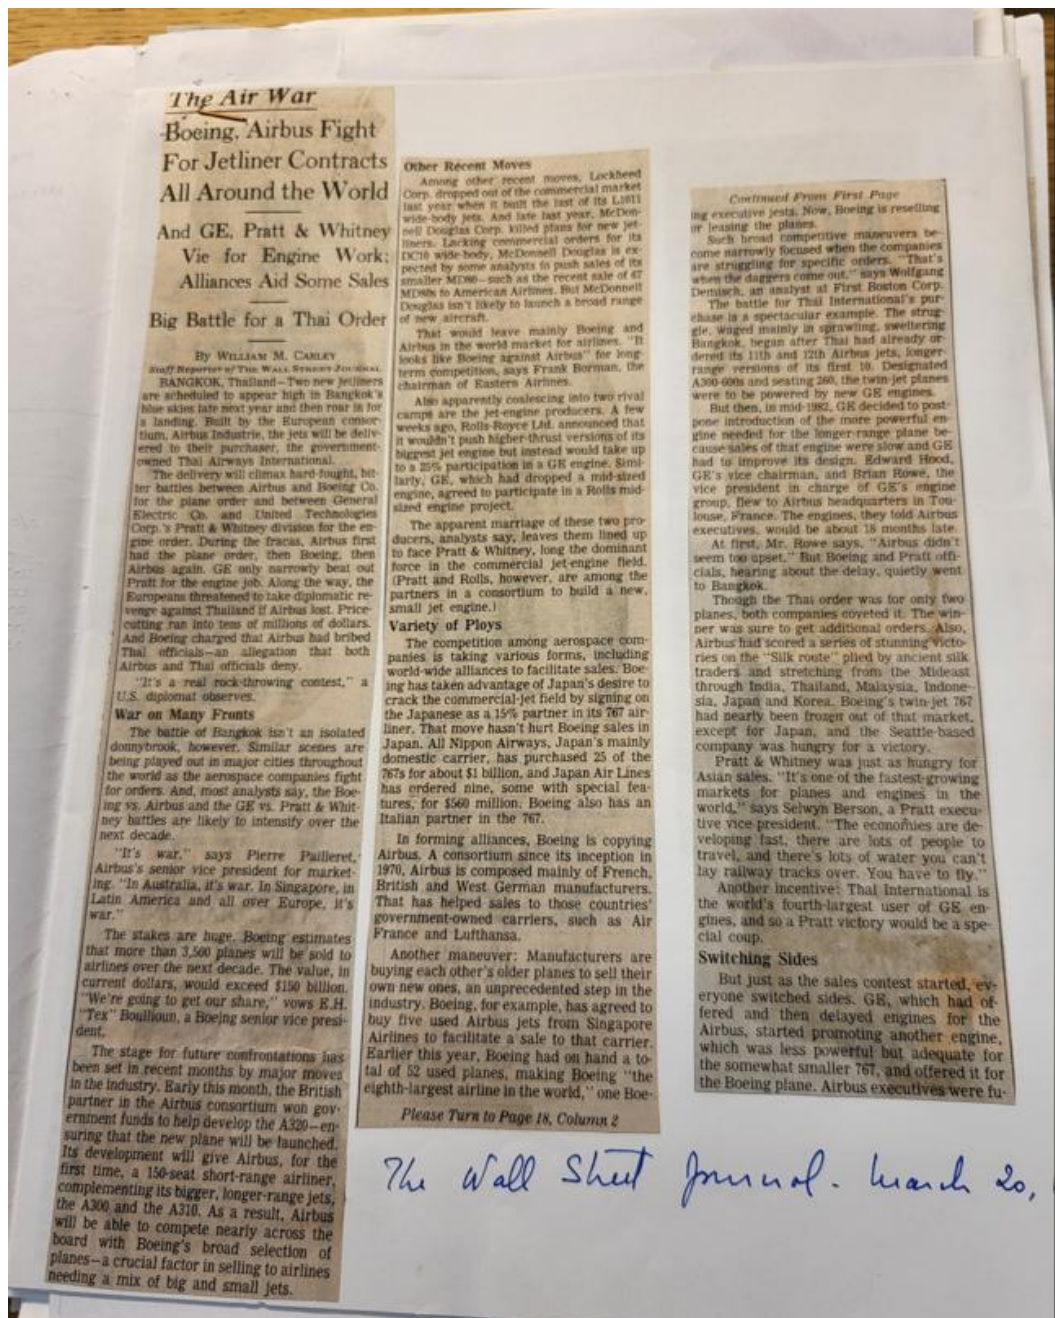 The Air War
Boeing, Airbus Fight
For Jetliner Contracts
All Around the World
And GE, Pratt & Whitney
Vie for Engine Work;
Alliances Aid Some Sales
Big Battle for a Thai Order
By WILLIAM M. CARLEY
Staff Reporter of THE WALL STREET JOURNAL
BANGKOK, Thailand—Two new jetliners
are scheduled to appear high in Bangkok's
blue skies late next year and then roar in for
a landing. Built by the European consor-
tium, Airbus Industrie, the jets will be deliv-
ered to their purchaser, the government-
owned Thai Airways International.
The delivery will climax hard-fought, bit-
ter battles between Airbus and Boeing Co.
for the plane order and between General
Electric Co. and United Technologies
Corp.'s Pratt & Whitney division for the en-
gine order. During the fracas, Airbus first
had the plane order, then Boeing, then
Airbus again. GE only narrowly beat out
Pratt for the engine job. Along the way, the
Europeans threatened to take diplomatic re-
venge against Thailand if Airbus lost. Price-
cutting ran into tens of millions of dollars.
And Boeing charged that Airbus had bribed
Thai officials—an allegation that both
Airbus and Thai officials deny.
"It's a real rock-throwing contest," a
U.S. diplomat observes.
War on Many Fronts
The battle of Bangkok isn't an isolated
donnybrook, however. Similar scenes are
being played out in major cities throughout
the world as the aerospace companies fight
for orders. And, most analysts say, the Boe-
ing vs. Airbus and the GE vs. Pratt & Whit-
ney battles are likely to intensify over the
next decade.
"It's war," says Pierre Pailleret,
Airbus's senior vice president for market-
ing. "In Australia, it's war. In Singapore, in
Latin America and all over Europe, it's
war."
The stakes are huge. Boeing estimates
that more than 3,500 planes will be sold to
airlines over the next decade. The value, in
current dollars, would exceed $150 billion.
"We're going to get our share," vows E.H.
"Tex" Boullioun, a Boeing senior vice presi-
dent.
The stage for future confrontations has
been set in recent months by major moves
in the industry. Early this month, the British
partner in the Airbus consortium won gov-
ernment funds to help develop the A320—en-
suring that the new plane will be launched.
Its development will give Airbus, for the
first time, a 150-seat short-range airliner,
complementing its bigger, longer-range jets,
the A300 and the A310. As a result, Airbus
will be able to compete nearly across the
board with Boeing's broad selection of
planes—a crucial factor in selling to airlines
needing a mix of big and small jets.
Other Recent Moves
Among other recent moves, Lockheed
Corp. dropped out of the commercial market
last year when it built the last of its L1011
wide-body jets. And late last year, McDon-
nell Douglas Corp. killed plans for new jet-
liners. Lacking commercial orders for its
DC10 wide-body, McDonnell Douglas is ex-
pected by some analysts to push sales of its
smaller MD80—such as the recent sale of 67
MD80s to American Airlines. But McDonnell
Douglas isn't likely to launch a broad range
of new aircraft.
That would leave mainly Boeing and
Airbus in the world market for airlines. "It
looks like Boeing against Airbus" for long-
term competition, says Frank Borman, the
chairman of Eastern Airlines.
Also apparently coalescing into two rival
camps are the jet-engine producers. A few
weeks ago, Rolls-Royce Ltd. announced that
it wouldn't push higher-thrust versions of its
biggest jet engine but instead would take up
to a 25% participation in a GE engine. Simi-
larly, GE, which had dropped a mid-sized
engine, agreed to participate in a Rolls mid-
sized engine project.
The apparent marriage of these two pro-
ducers, analysts say, leaves them lined up
to face Pratt & Whitney, long the dominant
force in the commercial jet-engine field.
(Pratt and Rolls, however, are among the
partners in a consortium to build a new,
small jet engine.)
Variety of Ploys
The competition among aerospace com-
panies is taking various forms, including
world-wide alliances to facilitate sales. Boe-
ing has taken advantage of Japan's desire to
crack the commercial-jet field by signing on
the Japanese as a 15% partner in its 767 air-
liner. That move hasn't hurt Boeing sales in
Japan. All Nippon Airways, Japan's mainly
domestic carrier, has purchased 25 of the
767s for about $1 billion, and Japan Air Lines
has ordered nine, some with special fea-
tures, for $560 million. Boeing also has an
Italian partner in the 767.
In forming alliances, Boeing is copying
Airbus. A consortium since its inception in
1970, Airbus is composed mainly of French,
British and West German manufacturers.
That has helped sales to those countries'
government-owned carriers, such as Air
France and Lufthansa.
Another maneuver: Manufacturers are
buying each other's older planes to sell their
own new ones, an unprecedented step in the
industry. Boeing, for example, has agreed to
buy five used Airbus jets from Singapore
Airlines to facilitate a sale to that carrier.
Earlier this year, Boeing had on hand a to-
tal of 52 used planes, making Boeing "the
eighth-largest airline in the world," one Boe-
Please Turn to Page 18, Column 2
Continued From First Page
ing executive jests. Now, Boeing is reselling
or leasing the planes.
Such broad competitive maneuvers be-
come narrowly focused when the companies
are struggling for specific orders. "That's
when the daggers come out," says Wolfgang
Demisch, an analyst at First Boston Corp.
The battle for Thai International's pur-
chase is a spectacular example. The strug-
gle, waged mainly in sprawling, sweltering
Bangkok, began after Thai had already or-
dered its 11th and 12th Airbus jets, longer-
range versions of its first 10. Designated
A300-600s and seating 260, the twin-jet planes
were to be powered by new GE engines.
But then, in mid-1982, GE decided to post-
pone introduction of the more powerful en-
gine needed for the longer-range plane be-
cause sales of that engine were slow and GE
had to improve its design. Edward Hood,
GE's vice chairman, and Brian Rowe, the
vice president in charge of GE's engine
group, flew to Airbus headquarters in Tou-
louse, France. The engines, they told Airbus
executives, would be about 18 months late.
At first, Mr. Rowe says, "Airbus didn't
seem too upset." But Boeing and Pratt offi-
cials, hearing about the delay, quietly went
to Bangkok.
Though the Thai order was for only two
planes, both companies coveted it. The win-
ner was sure to get additional orders. Also,
Airbus had scored a series of stunning victo-
ries on the "Silk route" plied by ancient silk
traders and stretching from the Mideast
through India, Thailand, Malaysia, Indone-
sia, Japan and Korea. Boeing's twin-jet 767
had nearly been frozen out of that market,
except for Japan, and the Seattle-based
company was hungry for a victory.
Pratt & Whitney was just as hungry for
Asian sales. "It's one of the fastest-growing
markets for planes and engines in the
world," says Selwyn Berson, a Pratt execu-
tive vice president. "The economies are de-
veloping fast, there are lots of people to
travel, and there's lots of water you can't
lay railway tracks over. You have to fly."
Another incentive: Thai International is
the world's fourth-largest user of GE en-
gines, and so a Pratt victory would be a spe-
cial coup.
Switching Sides
But just as the sales contest started, ev-
eryone switched sides. GE, which had of-
fered and then delayed engines for the
Airbus, started promoting another engine,
which was less powerful but adequate for
the somewhat smaller 767, and offered it for
the Boeing plane. Airbus executives were fu-
The Wall Street Journal. March 20,